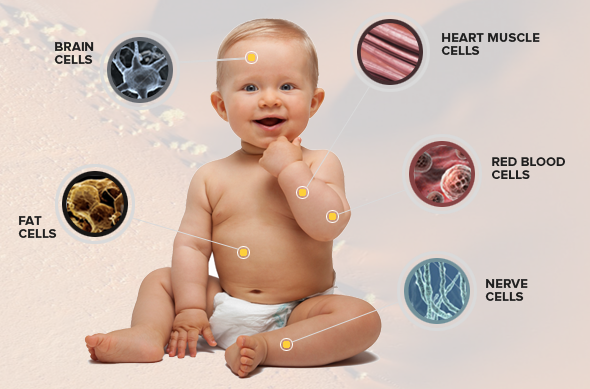 BRAIN
CELLS
HEART MUSCLE
CELLS
RED BLOOD
CELLS
FAT
CELLS
NERVE
CELLS